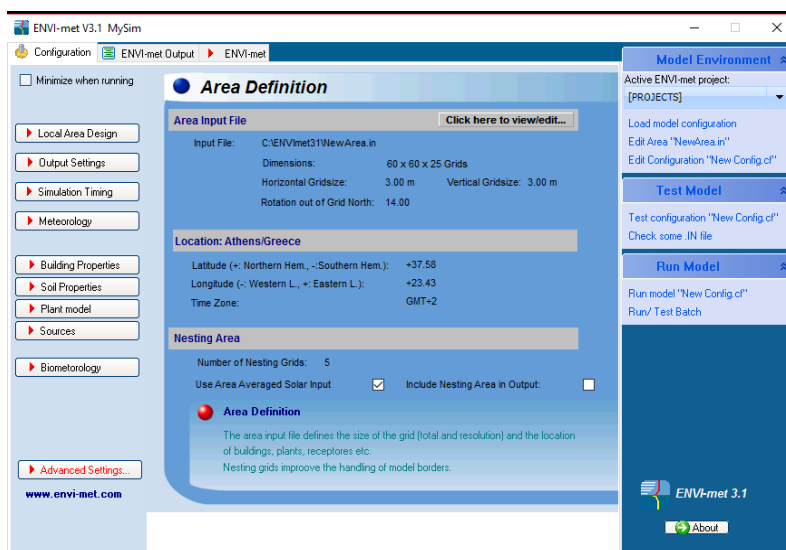 ENVI-met V3.1 MySim
Configuration
ENVI-met Output
ENVI-met
Minimize when running
Local Area Design
Output Settings
Simulation Timing
Meteorology
Building Properties
Soil Properties
Plant model
Sources
Biometorology
Advanced Settings...
www.envi-met.com
Area Definition
Area Input File Click here to view/edit...
Input File: C:\ENVImet31\NewArea.in
Dimensions: 60 x 60 x 25 Grids
Horizontal Gridsize: 3.00 m Vertical Gridsize: 3.00 m
Rotation out of Grid North: 14.00
Location: Athens/Greece
Latitude (+: Northern Hem., -:Southern Hem.): +37.58
Longitude (-: Western L., +: Eastern L.): +23.43
Time Zone: GMT+2
Nesting Area
Number of Nesting Grids: 5
Use Area Averaged Solar Input Include Nesting Area in Output:
Area Definition
The area input file defines the size of the grid (total and resolution) and the location
of buildings, plants, receptores etc.
Nesting grids improove the handling of model borders.
Model Environment
Active ENVI-met project:
[PROJECTS]
Load model configuration
Edit Area "NewArea.in"
Edit Configuration "New Config.cf"
Test Model
Test configuration "New Config.cf"
Check some .IN file
Run Model
Run model "New Config.cf"
Run/ Test Batch
ENVI-met 3.1
About